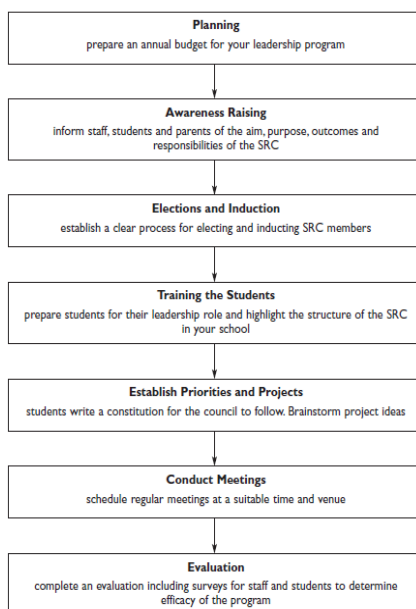 Planning
prepare an annual budget for your leadership program
Awareness Raising
inform staff, students and parents of the aim, purpose, outcomes and
responsibilities of the SRC
Elections and Induction
establish a clear process for electing and inducting SRC members
Training the Students
prepare students for their leadership role and highlight the structure of the SRC
in your school
Establish Priorities and Projects
students write a constitution for the council to follow. Brainstorm project ideas
Conduct Meetings
schedule regular meetings at a suitable time and venue
Evaluation
complete an evaluation including surveys for staff and students to determine
efficacy of the program